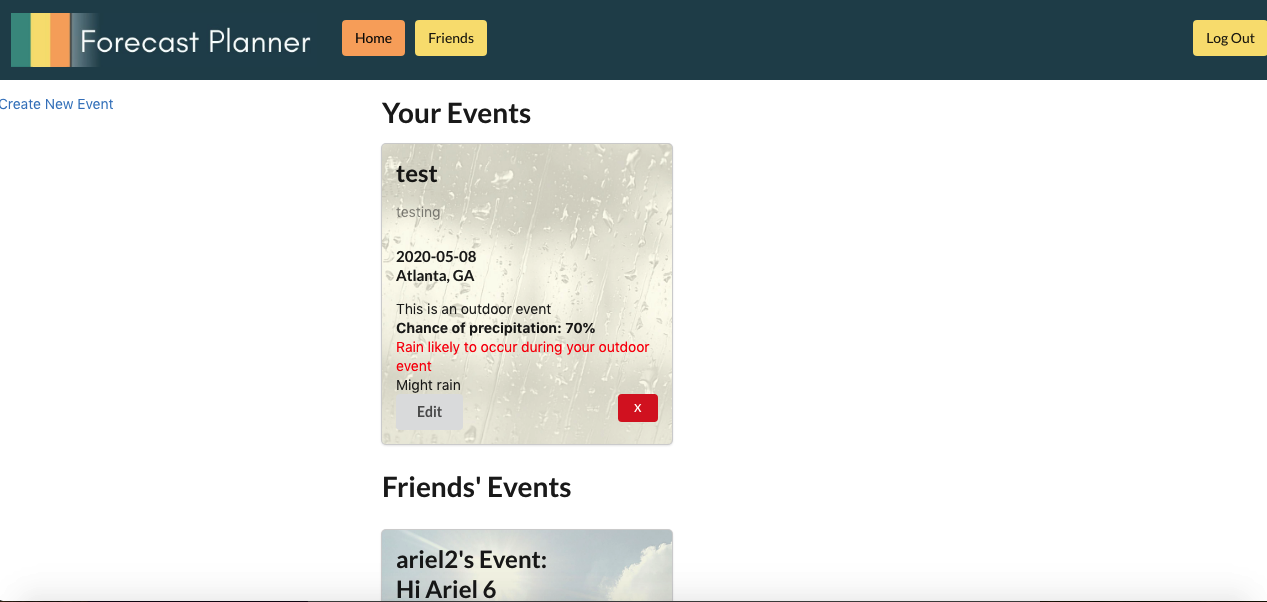 Forecast Planner
Home
Friends
Log Out
Create New Event
Your Events
test
testing
2020-05-08
Atlanta, GA
This is an outdoor event
Chance of precipitation: 70%
Rain likely to occur during your outdoor
event
Might rain
Edit
X
Friends' Events
ariel2's Event:
Hi Ariel 6